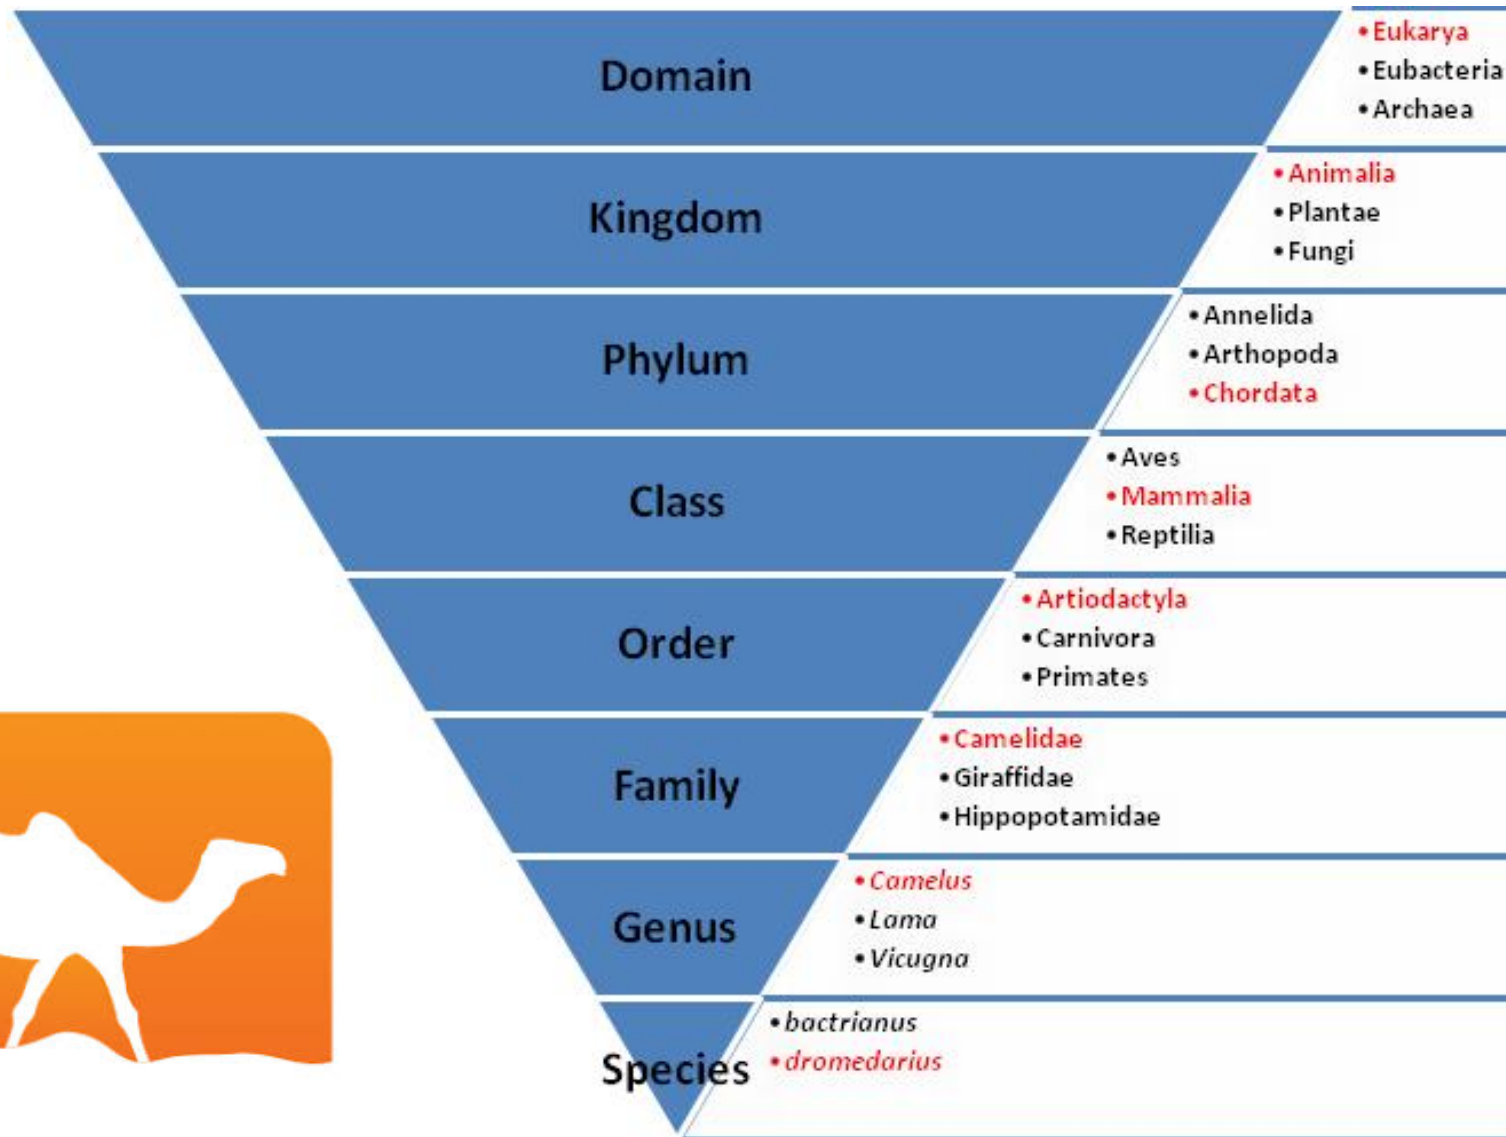 Domain
• Eukarya
• Eubacteria
• Archaea
Kingdom
• Animalia
• Plantae
• Fungi
Phylum
• Annelida
• Arthopoda
• Chordata
Class
• Aves
• Mammalia
• Reptilia
Order
• Artiodactyla
• Carnivora
• Primates
Family
• Camelidae
• Giraffidae
• Hippopotamidae
Genus
• Camelus
• Lama
• Vicugna
Species
• bactrianus
• dromedarius